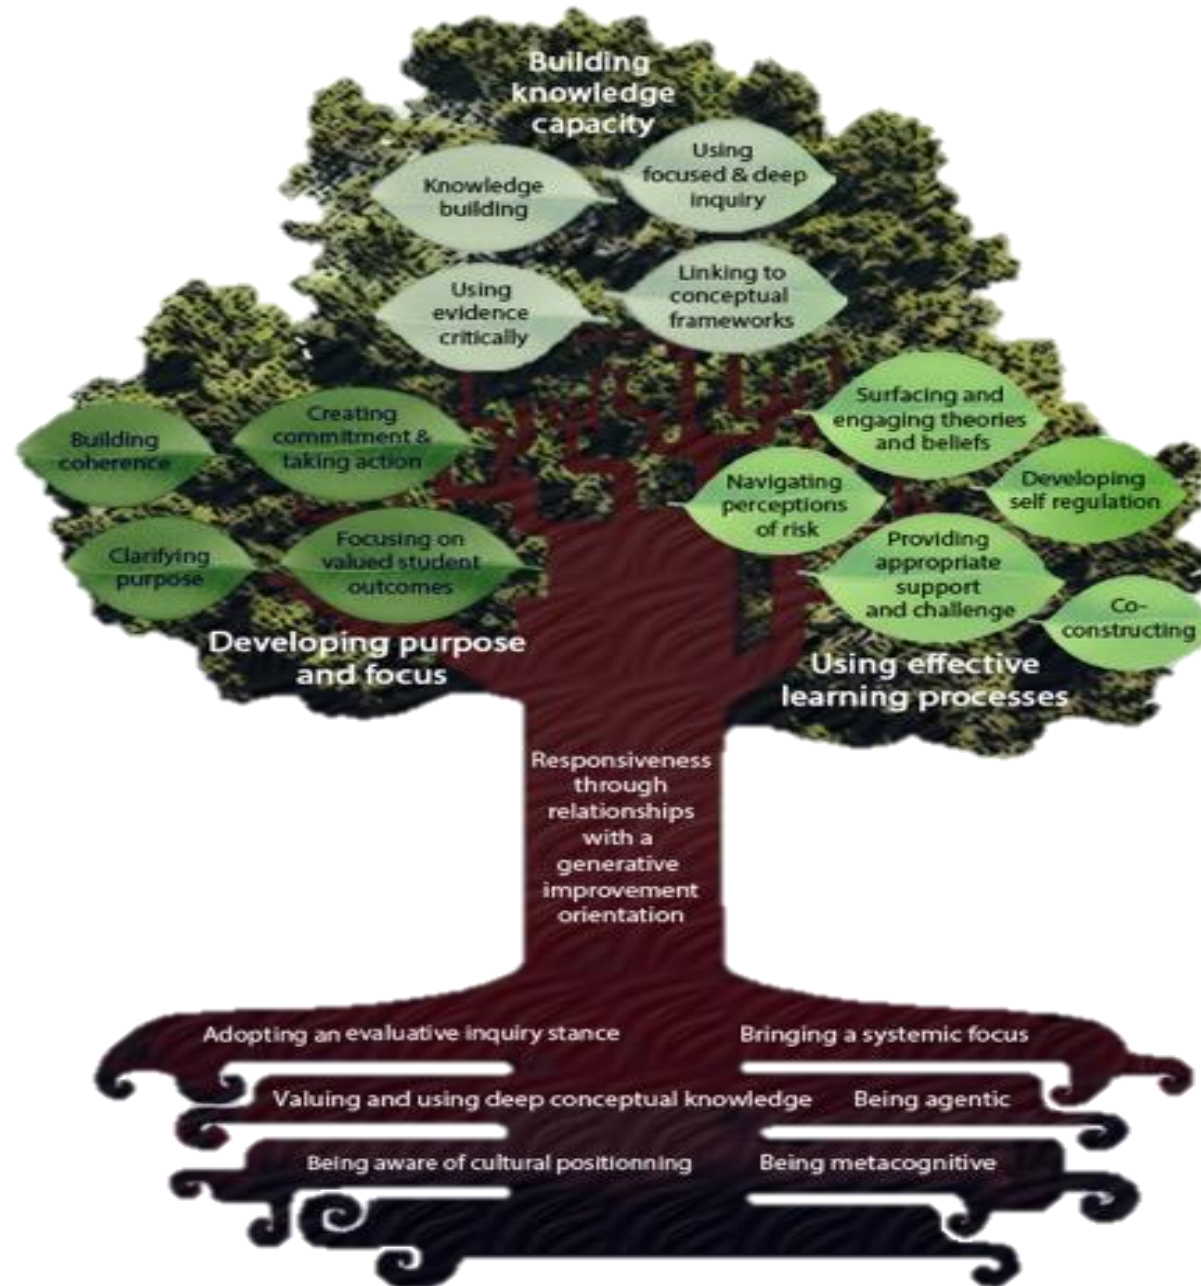 Building
knowledge
capacity
Knowledge
building
Using
focused & deep
inquiry
Using
evidence
critically
Linking to
conceptual
frameworks
Building
coherence
Creating
commitment &
taking action
Clarifying
purpose
Focusing on
valued student
outcomes
Developing purpose
and focus
Surfacing and
engaging theories
and beliefs
Navigating
perceptions
of risk
Developing
self regulation
Providing
appropriate
support
and challenge
Co-
constructing
Using effective
learning processes
Responsiveness
through
relationships
with a
generative
improvement
orientation
Adopting an evaluative inquiry stance
Bringing a systemic focus
Valuing and using deep conceptual knowledge
Being agentic
Being aware of cultural positionning
Being metacognitive